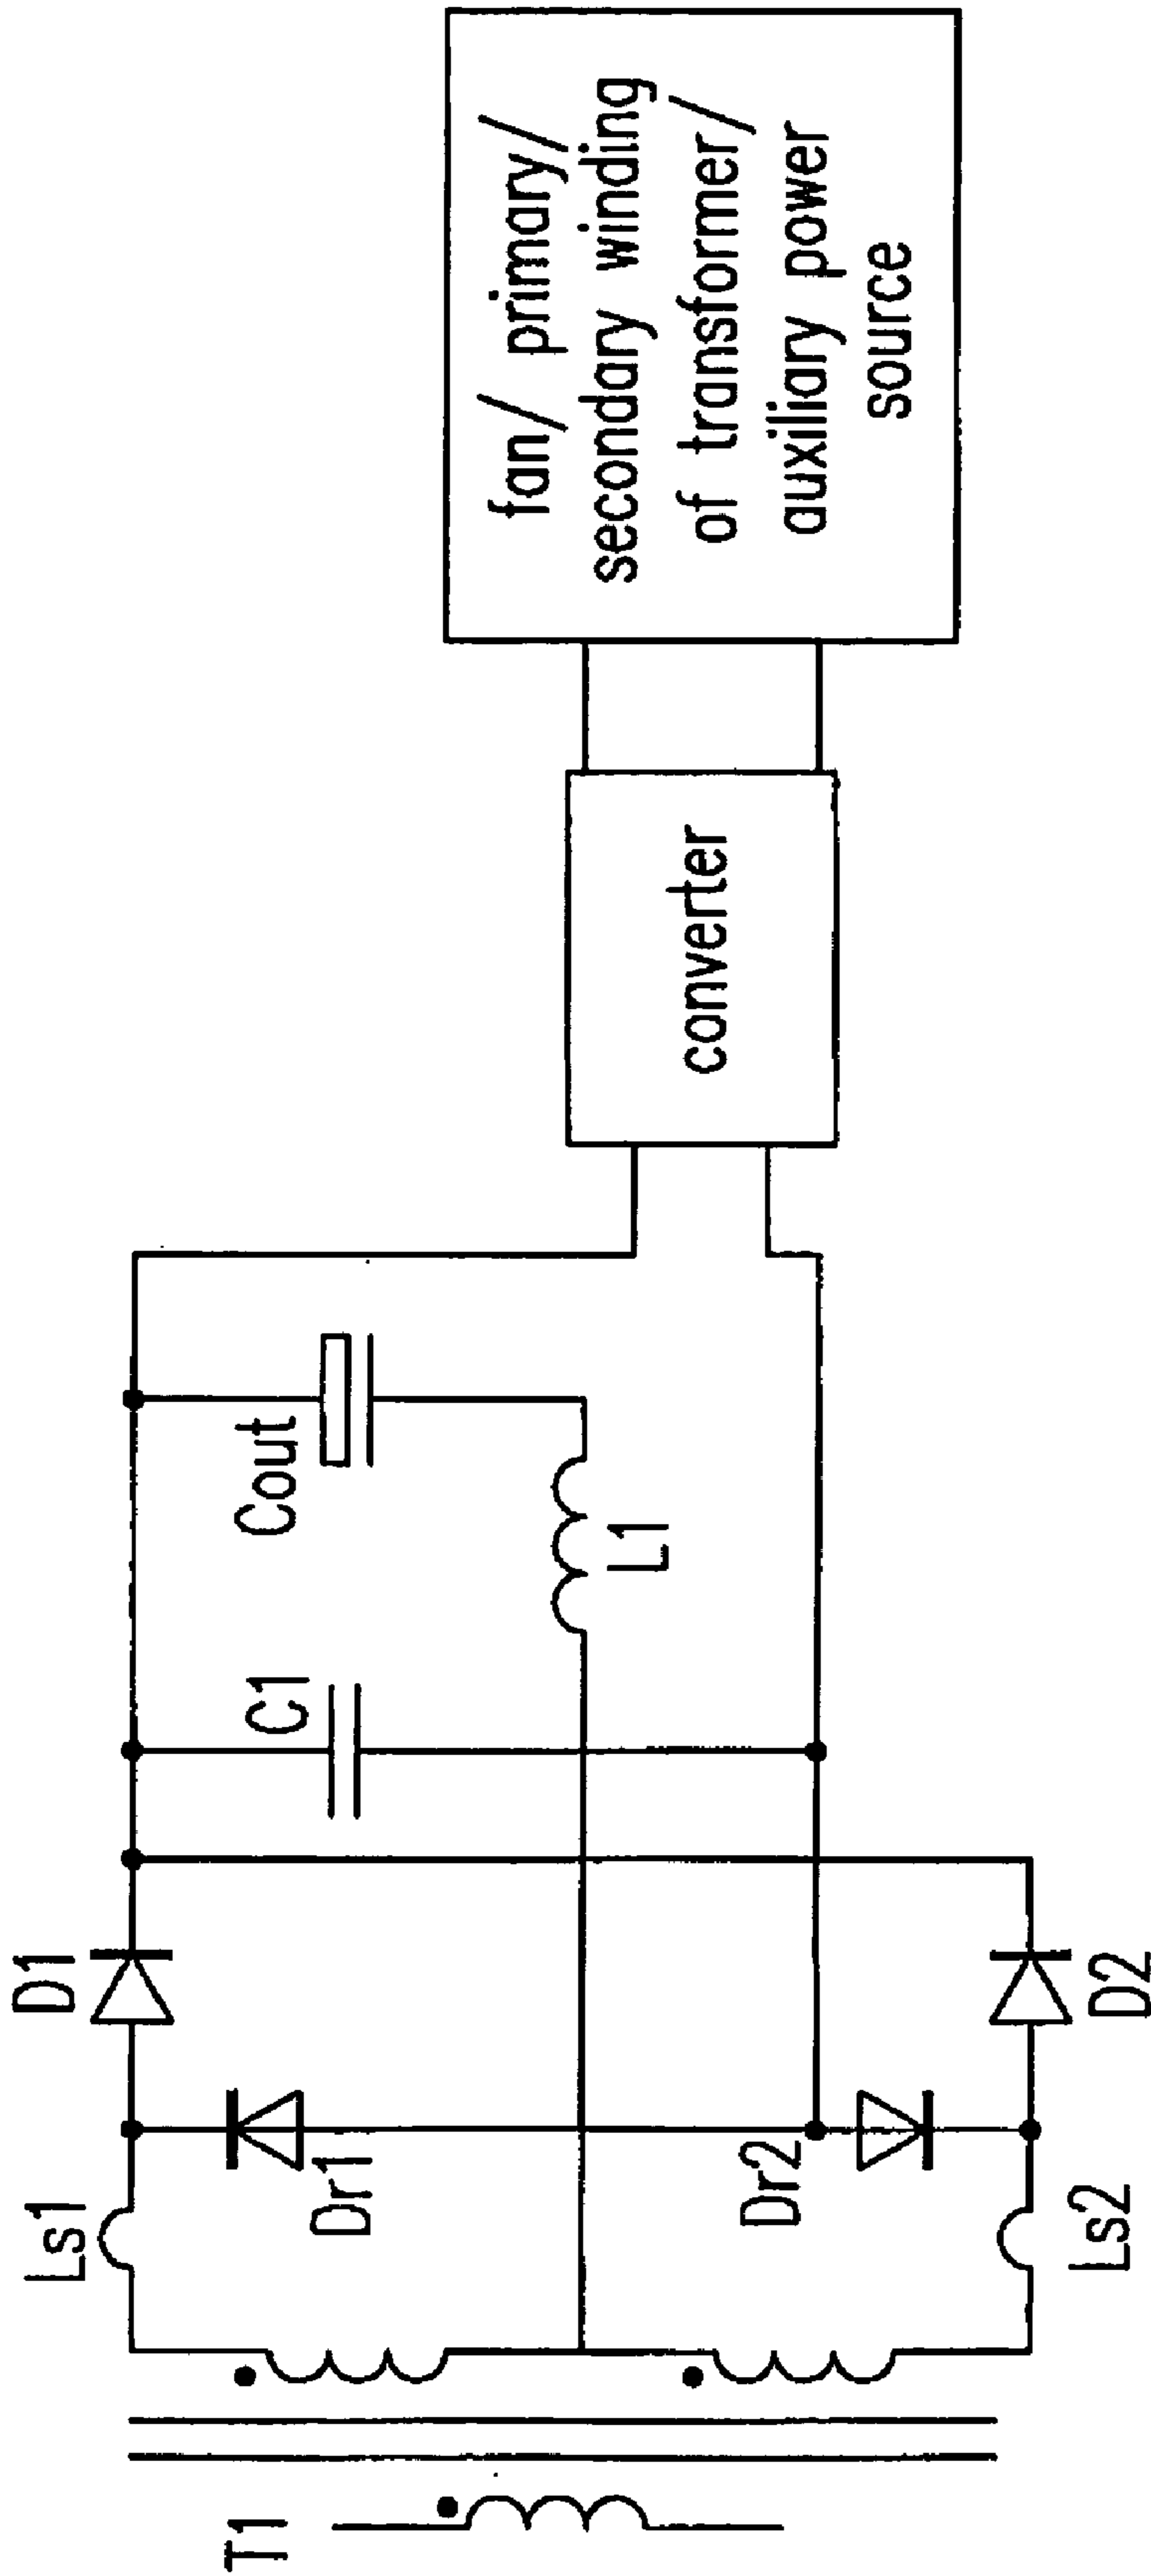 T1
Ls1
Ls2
Dr1
Dr2
D1
D2
C1
L1
Cout
converter
fan/ primary/
secondary winding
of transformer/
auxiliary power
source